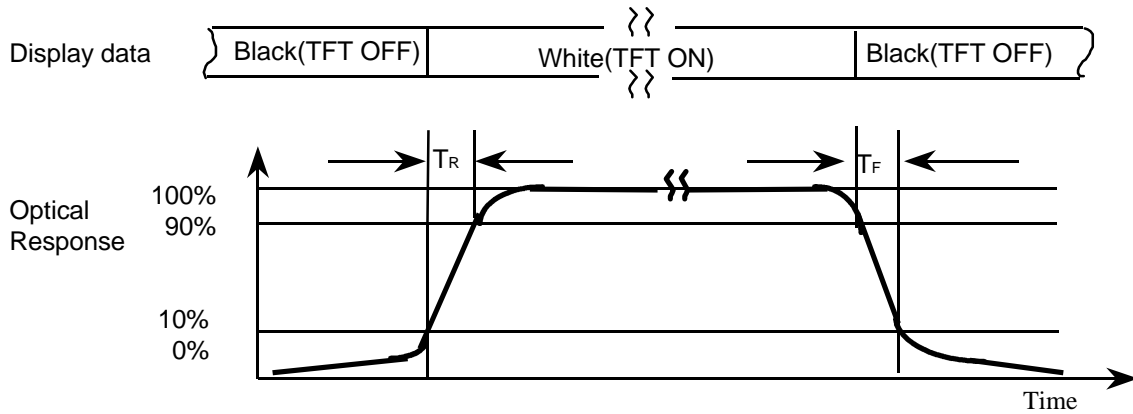 Display data
Black(TFT OFF)
White(TFT ON)
Black(TFT OFF)
TR
TF
Optical
Response
100%
90%
10%
0%
Time